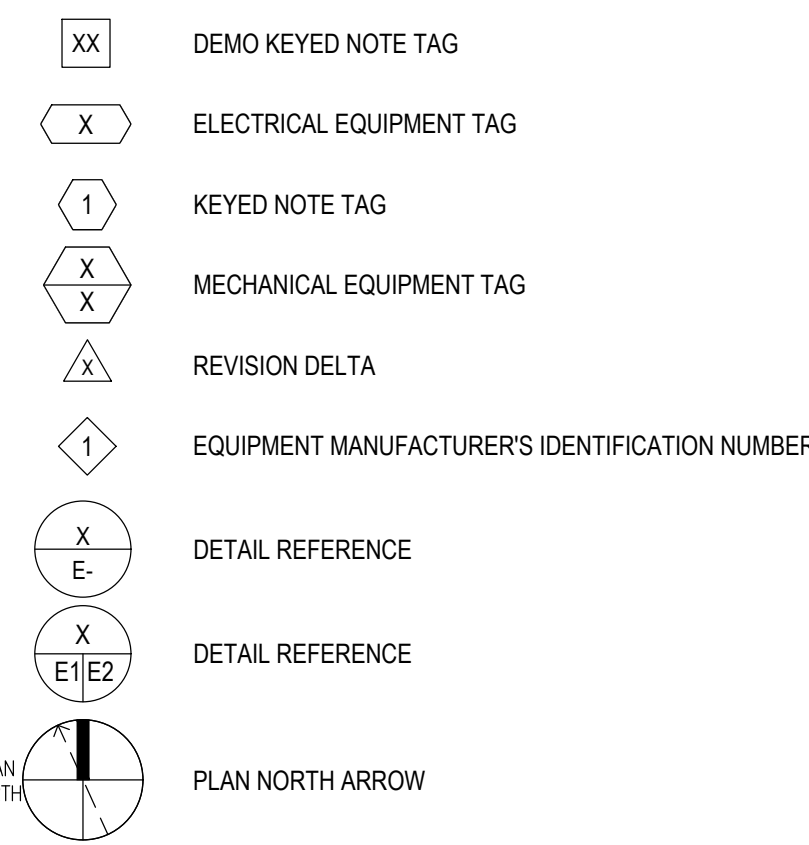 XX DEMO KEYED NOTE TAG
X ELECTRICAL EQUIPMENT TAG
1 KEYED NOTE TAG
X
X
MECHANICAL EQUIPMENT TAG
X REVISION DELTA
1 EQUIPMENT MANUFACTURER'S IDENTIFICATION NUMBER
X
E-
DETAIL REFERENCE
X
E1 E2
DETAIL REFERENCE
PLAN NORTH ARROW